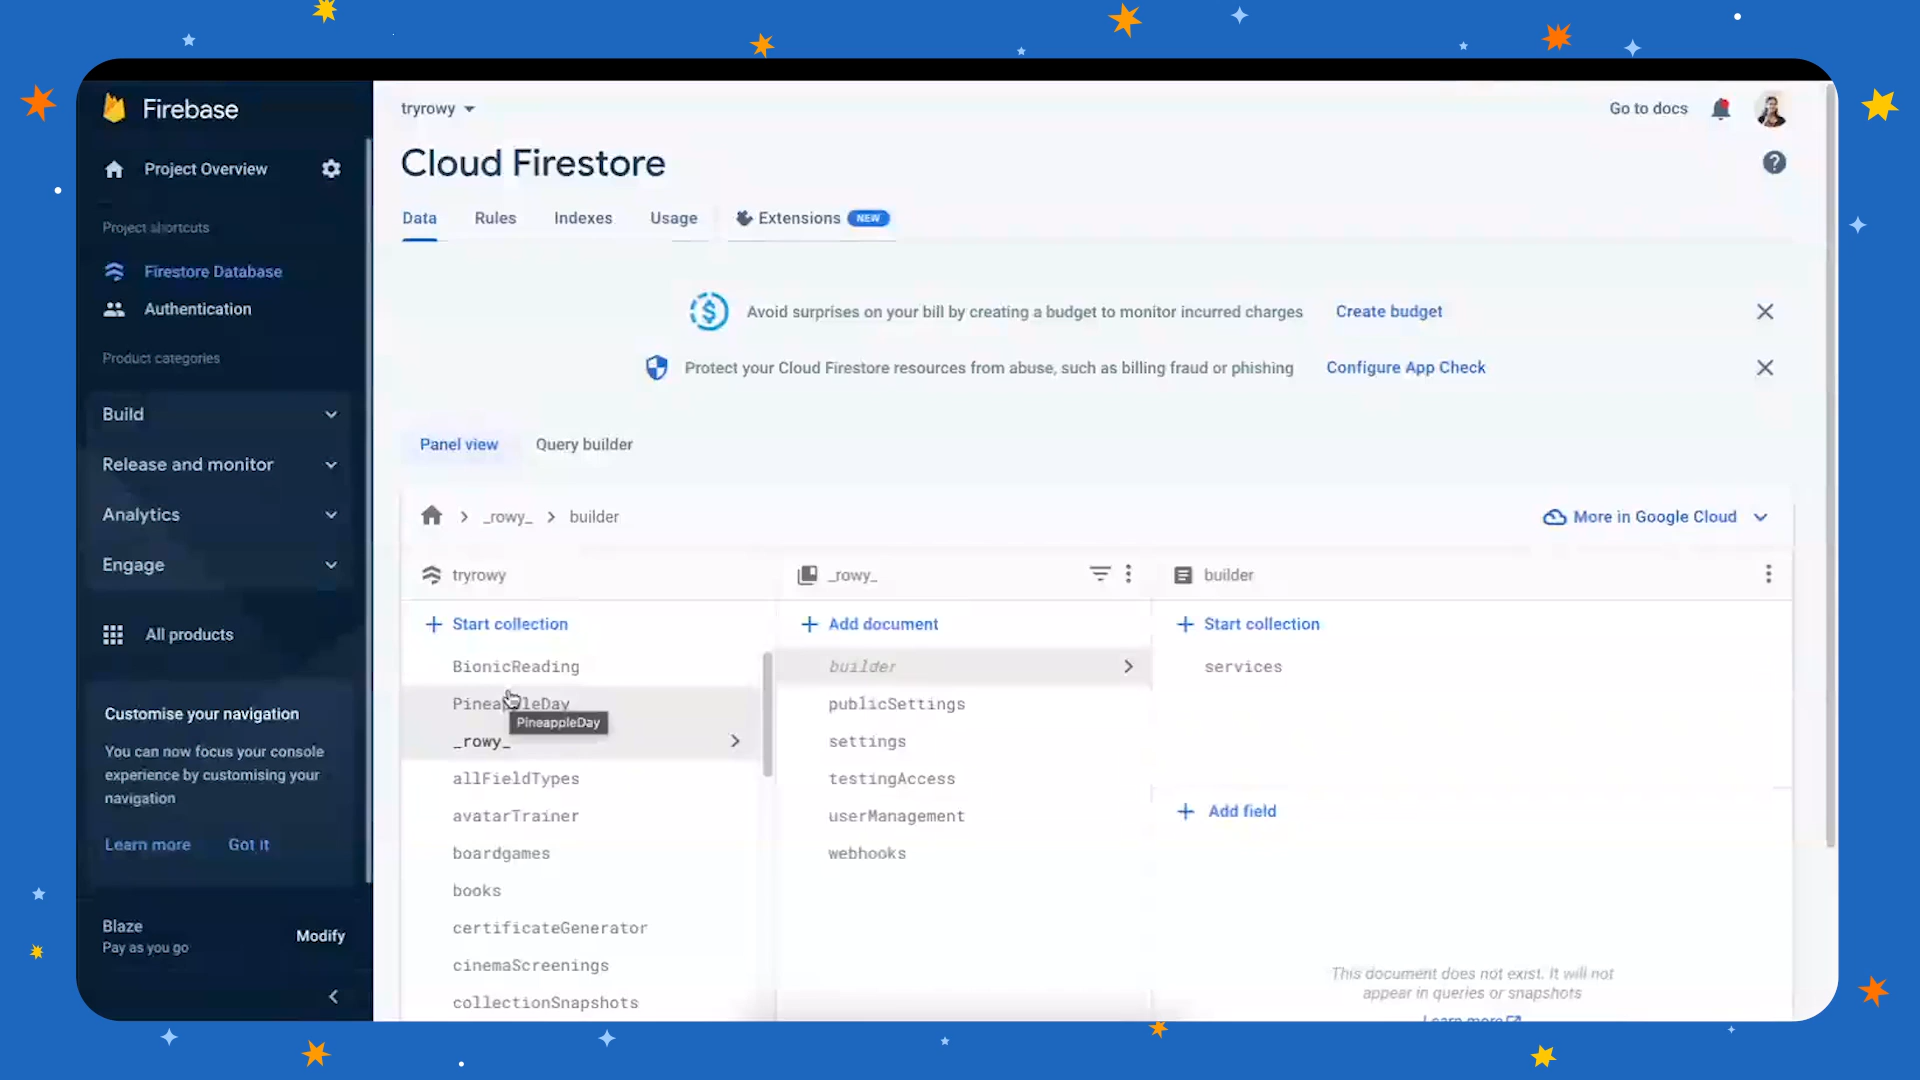 Firebase
Project Overview
Project shortcuts
Firestore Database
Authentication
Product categories
Build
Release and monitor
Analytics
Engage
All products
Customise your navigation
You can now focus your console
experience by customising your
navigation
Learn more Got it
Blaze
Pay as you go
Modify
tryrowy
Go to docs
Cloud Firestore
Data Rules Indexes Usage Extensions NEW
Avoid surprises on your bill by creating a budget to monitor incurred charges Create budget
Protect your Cloud Firestore resources from abuse, such as billing fraud or phishing Configure App Check
Panel view Query builder
_rowy_ builder
More in Google Cloud
tryrowy
Start collection
BionicReading
PineappleDay
PineappleDay
_rowy_
allFieldTypes
avatarTrainer
boardgames
books
certificateGenerator
cinemaScreenings
collectionSnapshots
_rowy_
Add document
builder
publicSettings
settings
testingAccess
userManagement
webhooks
builder
Start collection
services
Add field
This document does not exist. It will not
appear in queries or snapshots
Learn more